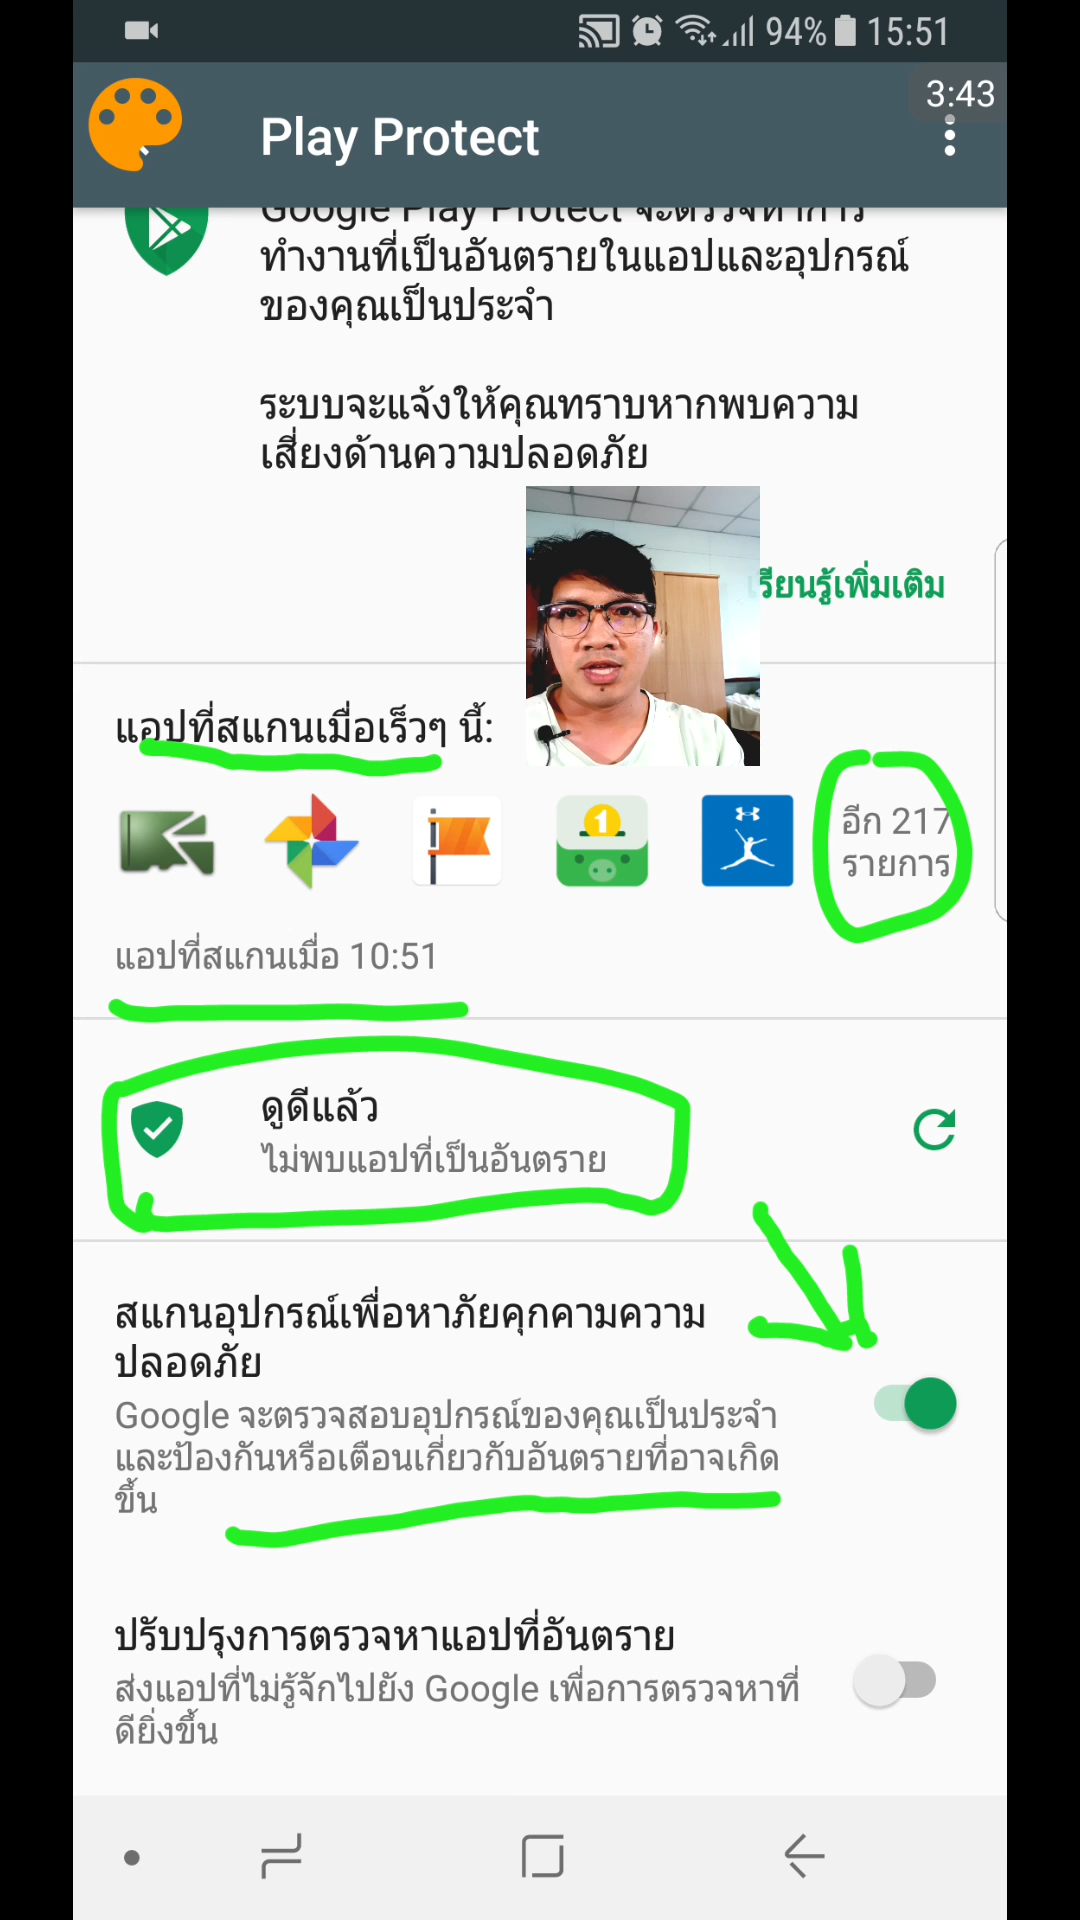 94% 15:51
3:43
Play Protect
Google Play Protect จะตรวจหาการ
ทำงานที่เป็นอันตรายในแอปและอุปกรณ์
ของคุณเป็นประจำ
ระบบจะแจ้งให้คุณทราบหากพบความ
เสี่ยงด้านความปลอดภัย
เรียนรู้เพิ่มเติม
แอปที่สแกนเมื่อเร็วๆ นี้:
1
อีก 217
รายการ
แอปที่สแกนเมื่อ 10:51
ดูดีแล้ว
ไม่พบแอปที่เป็นอันตราย
สแกนอุปกรณ์เพื่อหาภัยคุกคามความ
ปลอดภัย
Google จะตรวจสอบอุปกรณ์ของคุณเป็นประจำ
และป้องกันหรือเตือนเกี่ยวกับอันตรายที่อาจเกิด
ขึ้น
ปรับปรุงการตรวจหาแอปที่อันตราย
ส่งแอปที่ไม่รู้จักไปยัง Google เพื่อการตรวจหาที่
ดียิ่งขึ้น